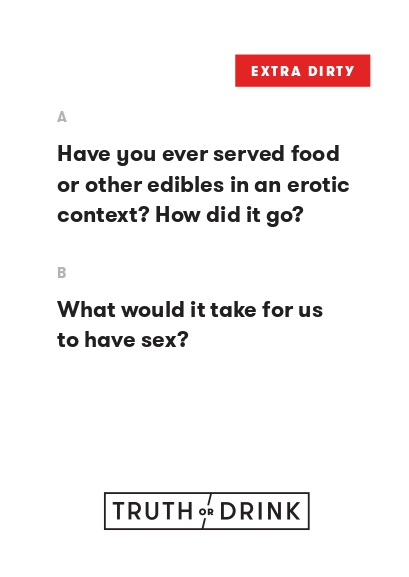 EXTRA DIRTY
A
Have you ever served food
or other edibles in an erotic
context? How did it go?
B
What would it take for us
to have sex?
TRUTH OR DRINK